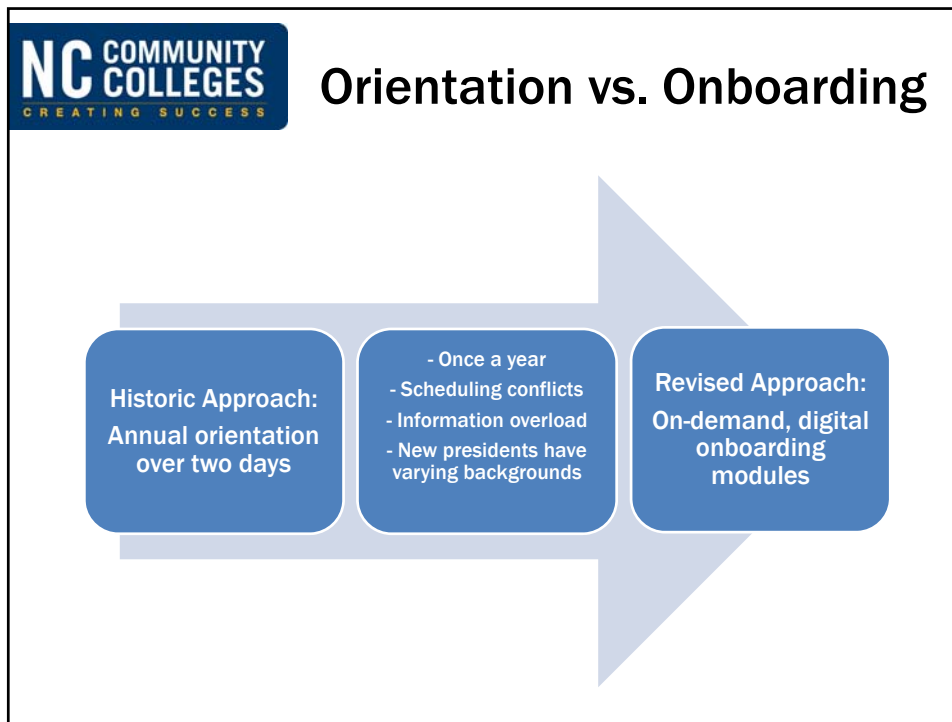 NC COMMUNITY COLLEGES
CREATING SUCCESS
Orientation vs. Onboarding
Historic Approach:
Annual orientation
over two days
- Once a year
- Scheduling conflicts
- Information overload
- New presidents have
varying backgrounds
Revised Approach:
On-demand, digital
onboarding
modules